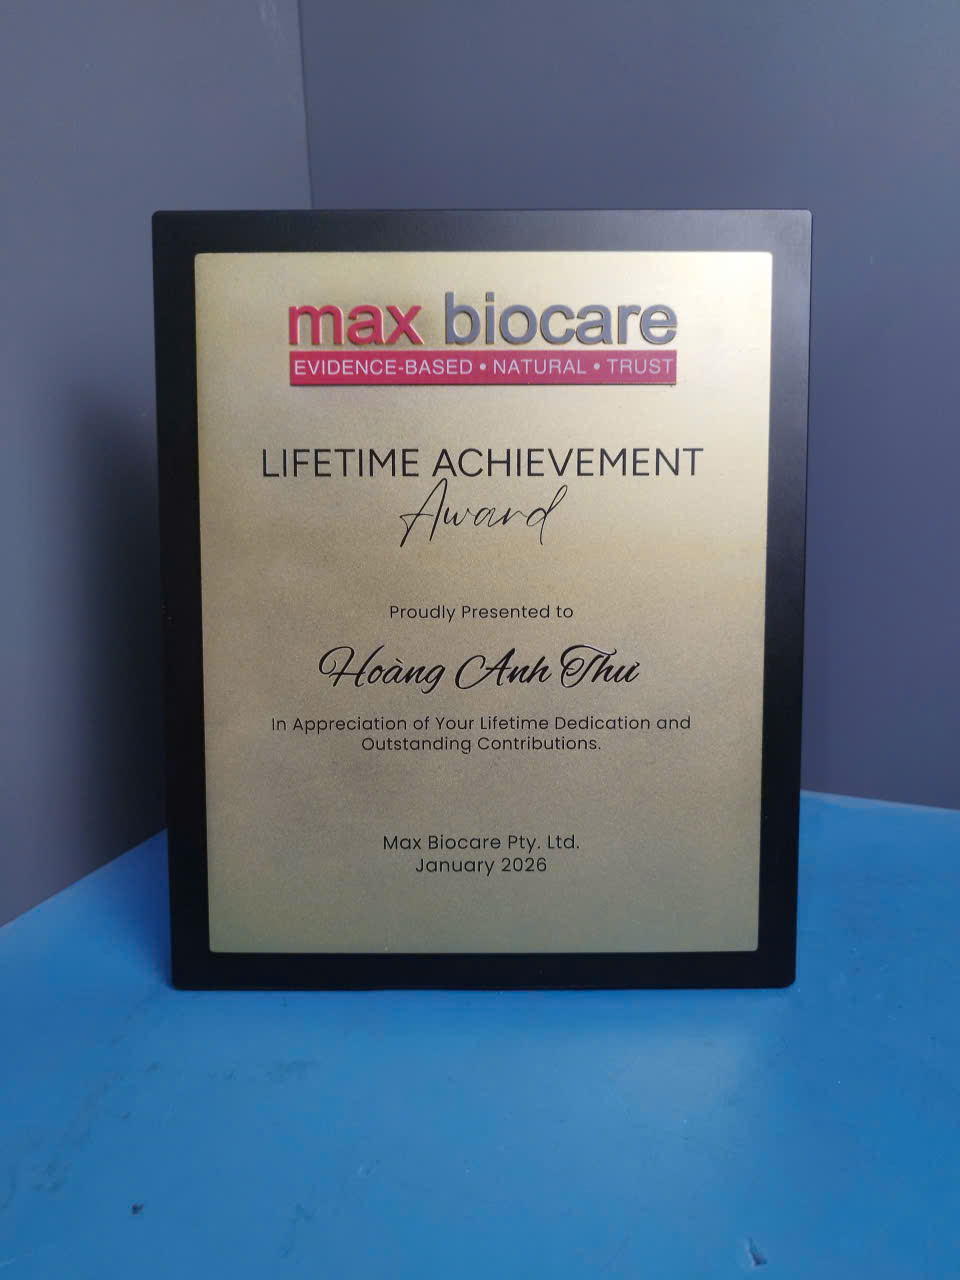 max biocare
EVIDENCE-BASED • NATURAL • TRUST
LIFETIME ACHIEVEMENT
Award
Proudly Presented to
Hoàng Anh Thư
In Appreciation of Your Lifetime Dedication and
Outstanding Contributions.
Max Biocare Pty. Ltd.
January 2026